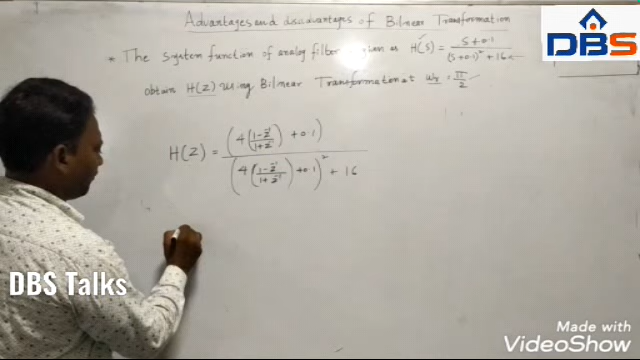 Advantages and disadvantages of Bilinear Transformation
DBS
* The system function of analog filter is given as H(S) = (S + 0.1) / ((S + 0.1)² + 16)
obtain H(Z) using Bilinear Transformation at ωr = π/2
H(Z) = (4((1 - z⁻¹)/(1 + z⁻¹)) + 0.1) / ((4((1 - z⁻¹)/(1 + z⁻¹)) + 0.1)² + 16)
DBS Talks
Made with
VideoShow